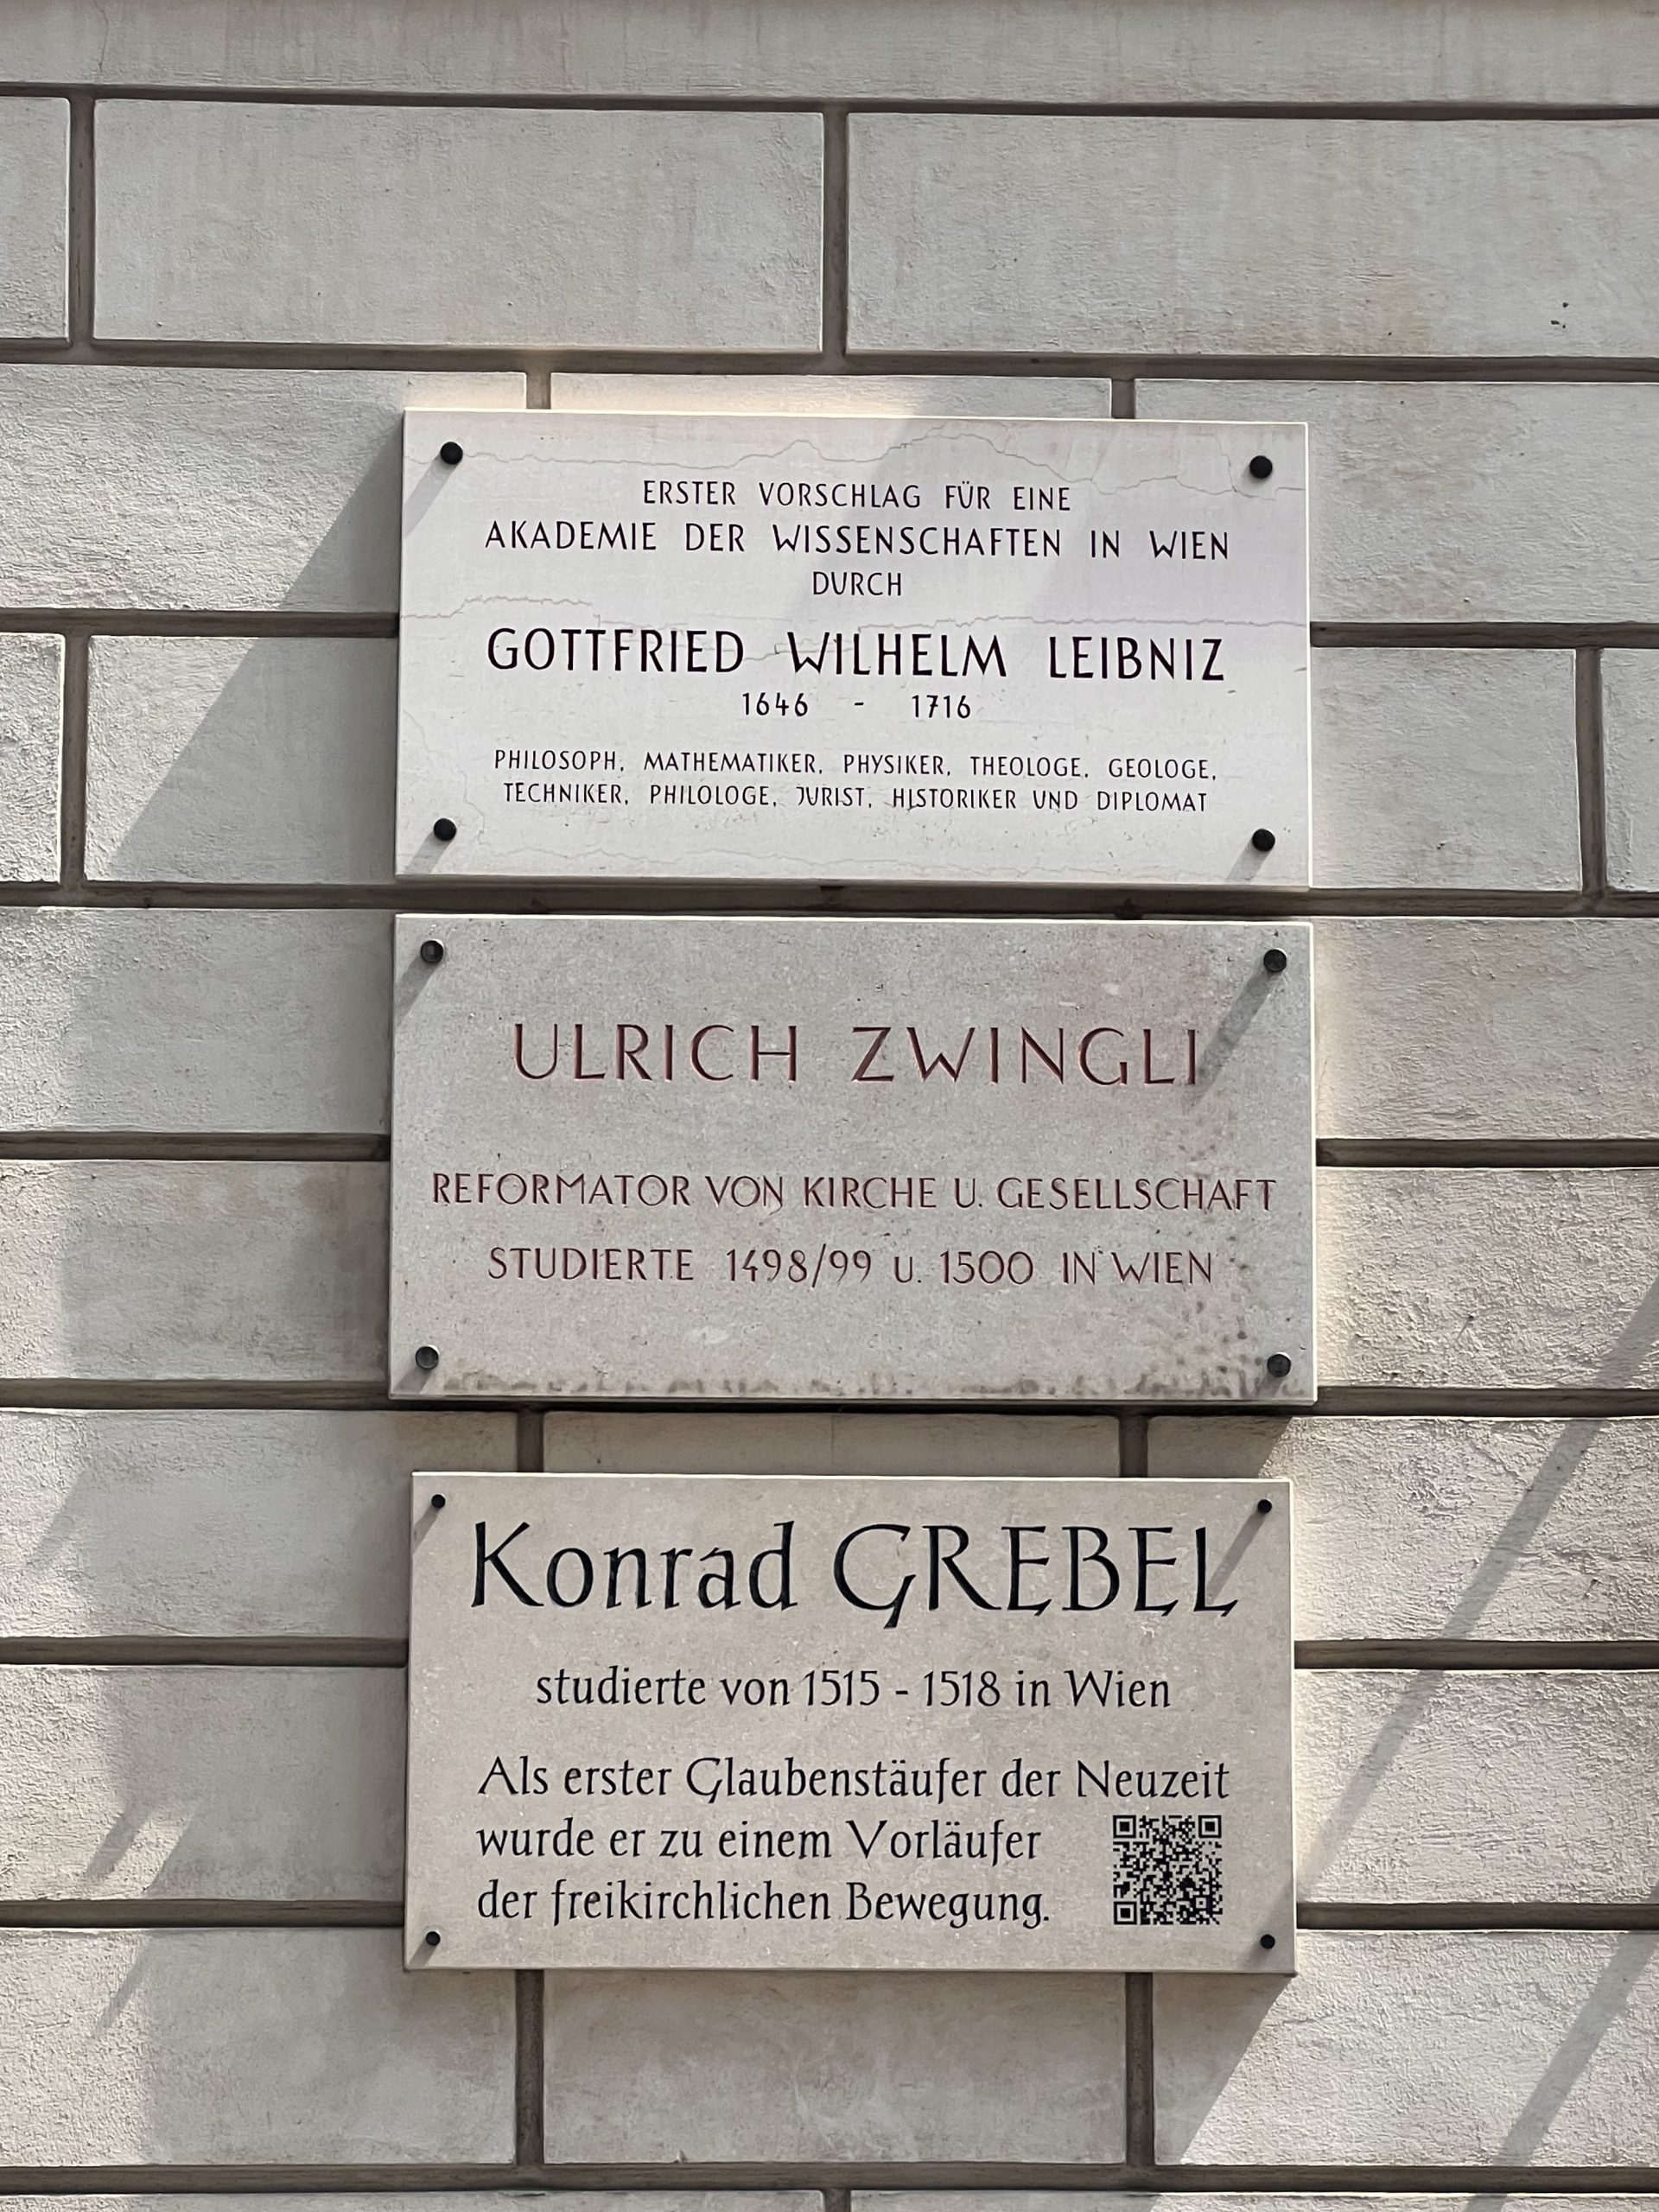 ERSTER VORSCHLAG FÜR EINE
AKADEMIE DER WISSENSCHAFTEN IN WIEN
DURCH
GOTTFRIED WILHELM LEIBNIZ
1646 - 1716
PHILOSOPH, MATHEMATIKER, PHYSIKER, THEOLOGE, GEOLOGE,
TECHNIKER, PHILOLOGE, JURIST, HISTORIKER UND DIPLOMAT
ULRICH ZWINGLI
REFORMATOR VON KIRCHE U. GESELLSCHAFT
STUDIERTE 1498/99 U. 1500 IN WIEN
Konrad GREBEL
studierte von 1515 - 1518 in Wien
Als erster Glaubenstäufer der Neuzeit
wurde er zu einem Vorläufer
der freikirchlichen Bewegung.